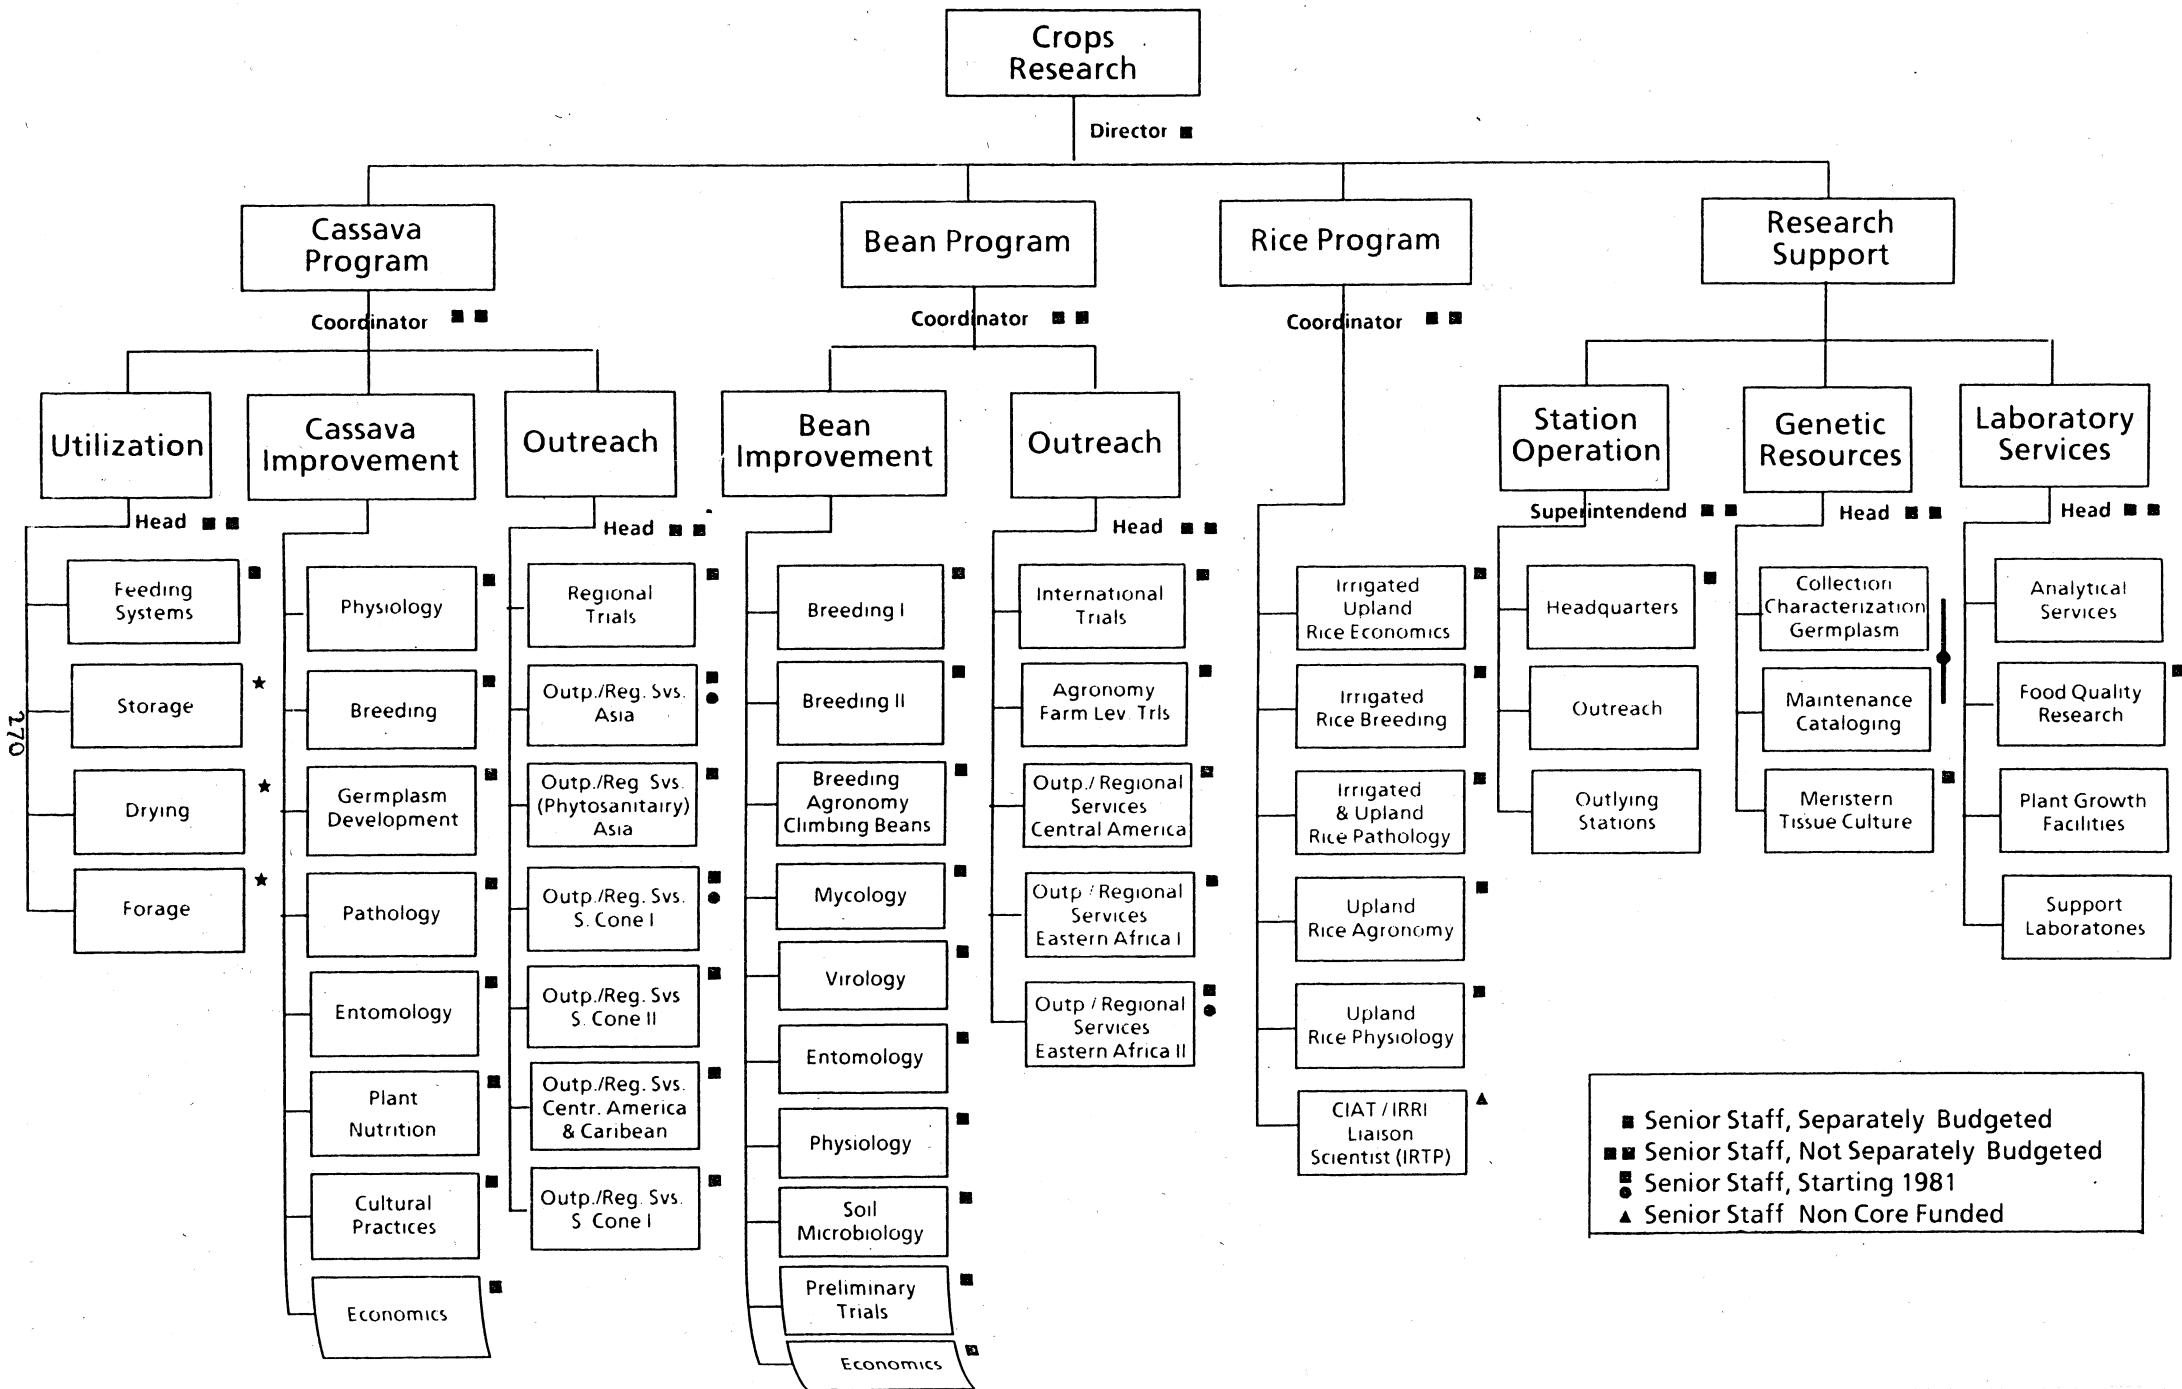 Crops
Research
Director
Cassava
Program
Coordinator
Bean Program
Coordinator
Rice Program
Coordinator
Research
Support
Utilization
Head
Feeding
Systems
Storage
Drying
Forage
Cassava
Improvement
Physiology
Breeding
Germplasm
Development
Pathology
Entomology
Plant
Nutrition
Cultural
Practices
Economics
Outreach
Head
Regional
Trials
Outp./Reg. Svs.
Asia
Outp./Reg Svs.
(Phytosanitairy)
Asia
Outp./Reg. Svs.
S. Cone I
Outp./Reg. Svs
S. Cone II
Outp./Reg. Svs.
Centr. America
& Caribean
Outp./Reg. Svs.
S Cone I
Bean
Improvement
Breeding I
Breeding II
Breeding
Agronomy
Climbing Beans
Mycology
Virology
Entomology
Physiology
Soil
Microbiology
Preliminary
Trials
Economics
Outreach
Head
International
Trials
Agronomy
Farm Lev. Trls
Outp./ Regional
Services
Central America
Outp / Regional
Services
Eastern Africa I
Outp / Regional
Services
Eastern Africa II
Irrigated
Upland
Rice Economics
Irrigated
Rice Breeding
Irrigated
& Upland
Rice Pathology
Upland
Rice Agronomy
Upland
Rice Physiology
CIAT / IRRI
Liaison
Scientist (IRTP)
Station
Operation
Superintendend
Headquarters
Outreach
Outlying
Stations
Genetic
Resources
Head
Collection
Characterization
Germplasm
Maintenance
Cataloging
Meristern
Tissue Culture
Laboratory
Services
Head
Analytical
Services
Food Quality
Research
Plant Growth
Facilities
Support
Laboratones
Senior Staff, Separately Budgeted
Senior Staff, Not Separately Budgeted
Senior Staff, Starting 1981
Senior Staff Non Core Funded
270